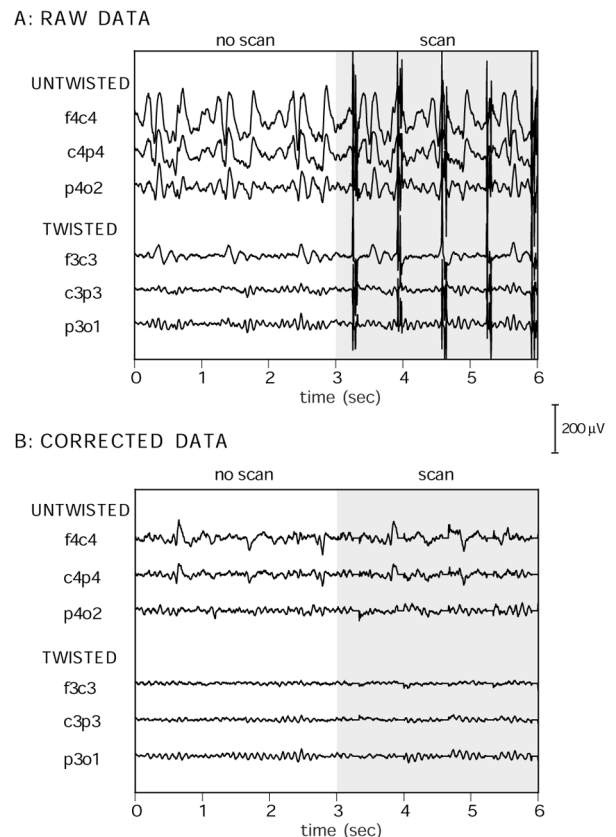 A: RAW DATA
no scan scan
UNTWISTED
f4c4
c4p4
p4o2
TWISTED
f3c3
c3p3
p3o1
0 1 2 3 4 5 6
time (sec)
200 µV
B: CORRECTED DATA
no scan scan
UNTWISTED
f4c4
c4p4
p4o2
TWISTED
f3c3
c3p3
p3o1
0 1 2 3 4 5 6
time (sec)